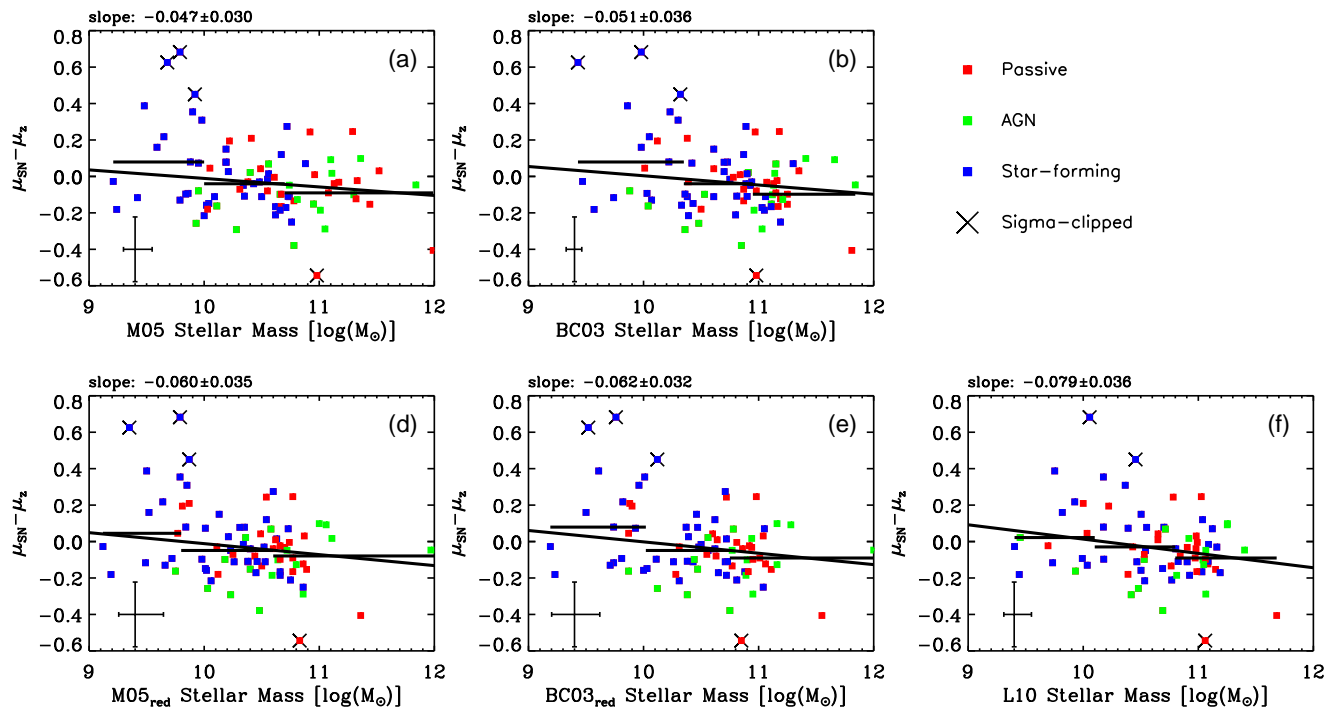 slope: −0.047±0.030
slope: −0.051±0.036
0.8
0.6
0.4
0.2
0.0
−0.2
−0.4
−0.6
μSN−μz
(a)
9 10 11 12
M05 Stellar Mass [log(M⊙)]
0.8
0.6
0.4
0.2
0.0
−0.2
−0.4
−0.6
(b)
9 10 11 12
BC03 Stellar Mass [log(M⊙)]
Passive
AGN
Star-forming
Sigma-clipped
slope: −0.060±0.035
slope: −0.062±0.032
slope: −0.079±0.036
0.8
0.6
0.4
0.2
0.0
−0.2
−0.4
−0.6
μSN−μz
(d)
9 10 11 12
M05red Stellar Mass [log(M⊙)]
0.8
0.6
0.4
0.2
0.0
−0.2
−0.4
−0.6
(e)
9 10 11 12
BC03red Stellar Mass [log(M⊙)]
0.8
0.6
0.4
0.2
0.0
−0.2
−0.4
−0.6
(f)
9 10 11 12
L10 Stellar Mass [log(M⊙)]